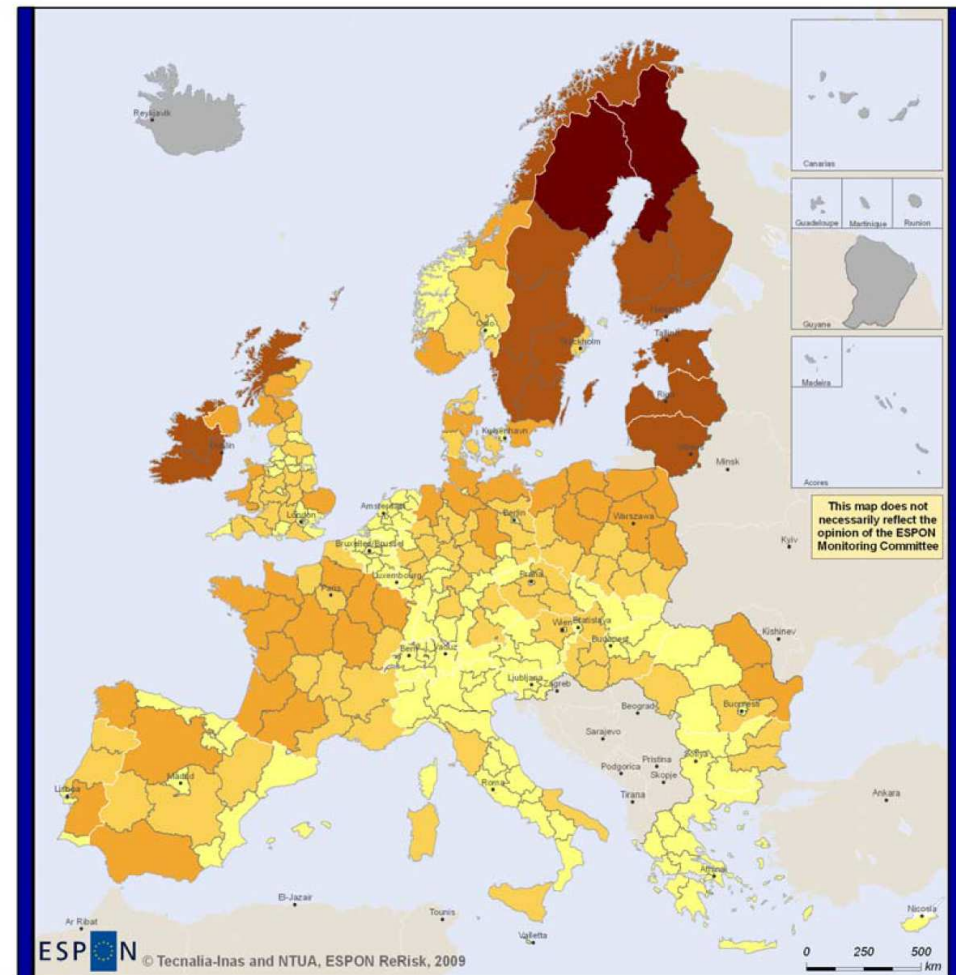 Reykjavik
Canarias
Guadeloupe
Martinique
Reunion
Guyane
Madeira
Acores
This map does not
necessarily reflect the
opinion of the ESPON
Monitoring Committee
Oslo
Stockholm
Tallinn
Riga
Minsk
København
Dublin
London
Amsterdam
Berlin
Warszawa
Kyiv
Bruxelles/Brussel
Luxembourg
Praha
Paris
Wien
Bratislava
Kishinev
Bern
Vaduz
Budapest
Ljubljana
Zagreb
Beograd
Bucuresti
Sarajevo
Pristina
Sofiya
Podgorica
Skopje
Madrid
Roma
Tirana
Ankara
Lisboa
Athinai
El-Jazair
Tounis
Ar Ribat
Valletta
Nicosia
ESPON © Tecnalia-Inas and NTUA, ESPON ReRisk, 2009
0 250 500
km